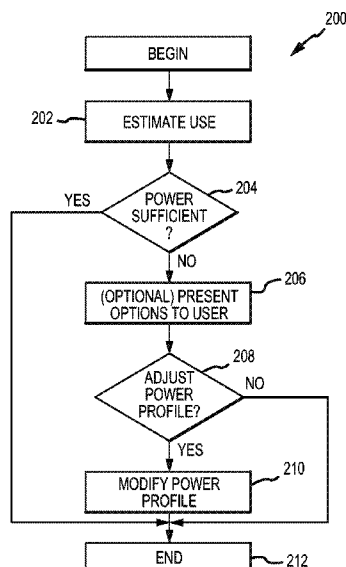 200
BEGIN
202
ESTIMATE USE
YES
204
POWER
SUFFICIENT
?
NO
206
(OPTIONAL) PRESENT
OPTIONS TO USER
208
ADJUST
POWER
PROFILE?
NO
YES
210
MODIFY POWER
PROFILE
END
212